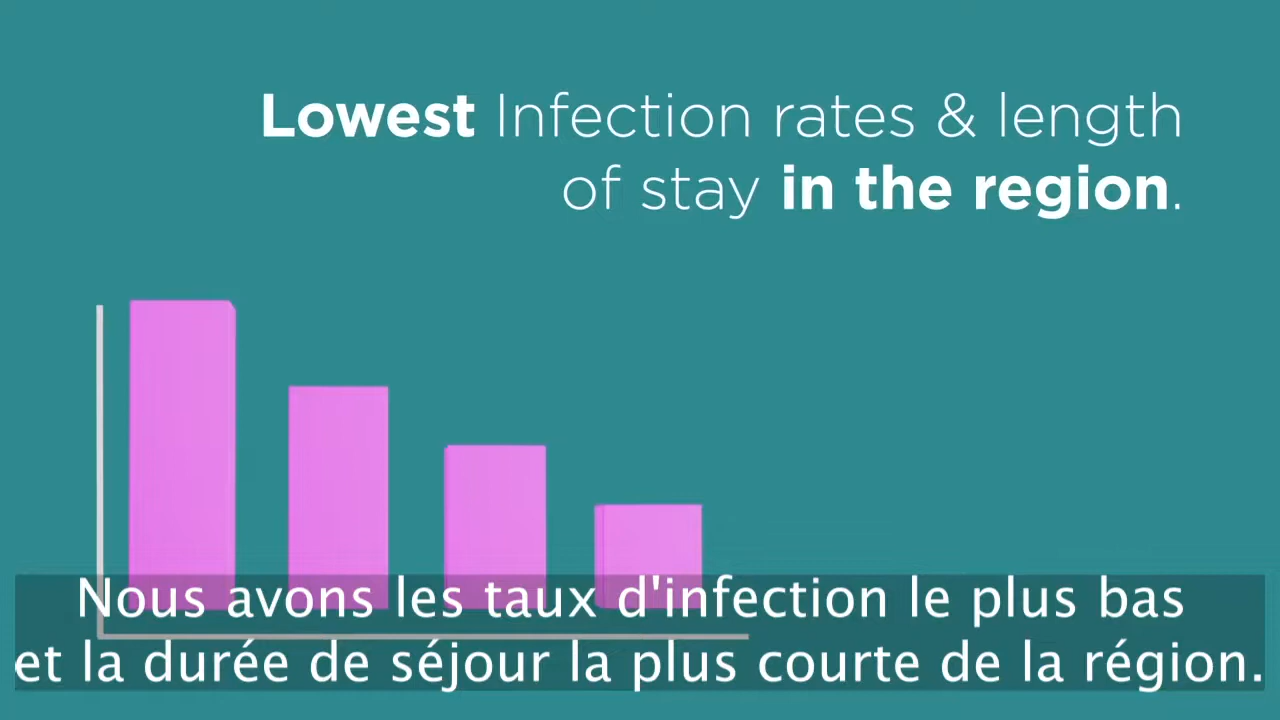 Lowest Infection rates & length
of stay in the region.
Nous avons les taux d'infection le plus bas
et la durée de séjour la plus courte de la région.